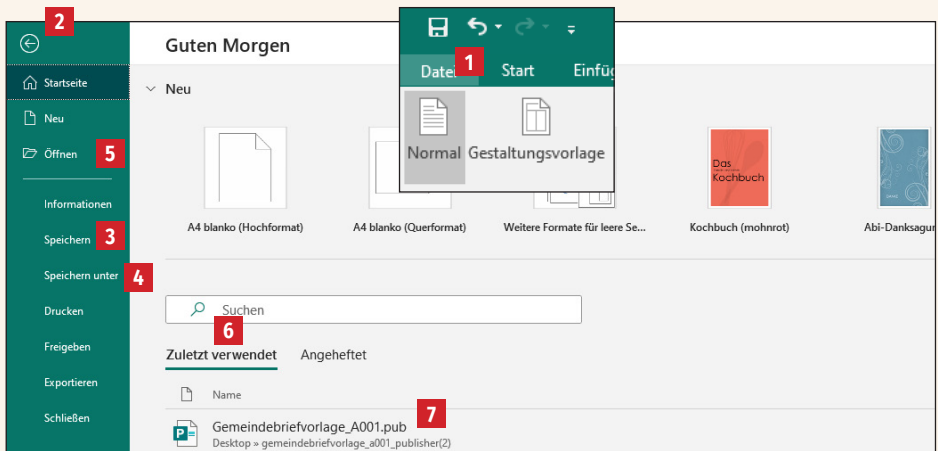 2
Guten Morgen
1
Datei
Start
Einfüg
Normal
Gestaltungsvorlage
Startseite
Neu
Öffnen
5
Informationen
Speichern
3
Speichern unter
4
Drucken
Freigeben
Exportieren
Schließen
Neu
A4 blanko (Hochformat)
A4 blanko (Querformat)
Weitere Formate für leere Se...
Das
Kochbuch
Kochbuch (mohnrot)
Abi-Danksagun
Suchen
6
Zuletzt verwendet
Angeheftet
Name
P
Gemeindebriefvorlage_A001.pub
7
Desktop » gemeindebriefvorlage_a001_publisher(2)